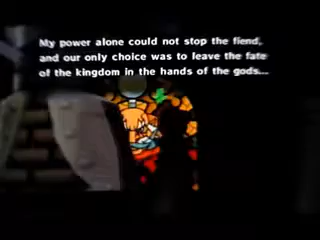 My power alone could not stop the fiend,
and our only choice was to leave the fate
of the kingdom in the hands of the gods...